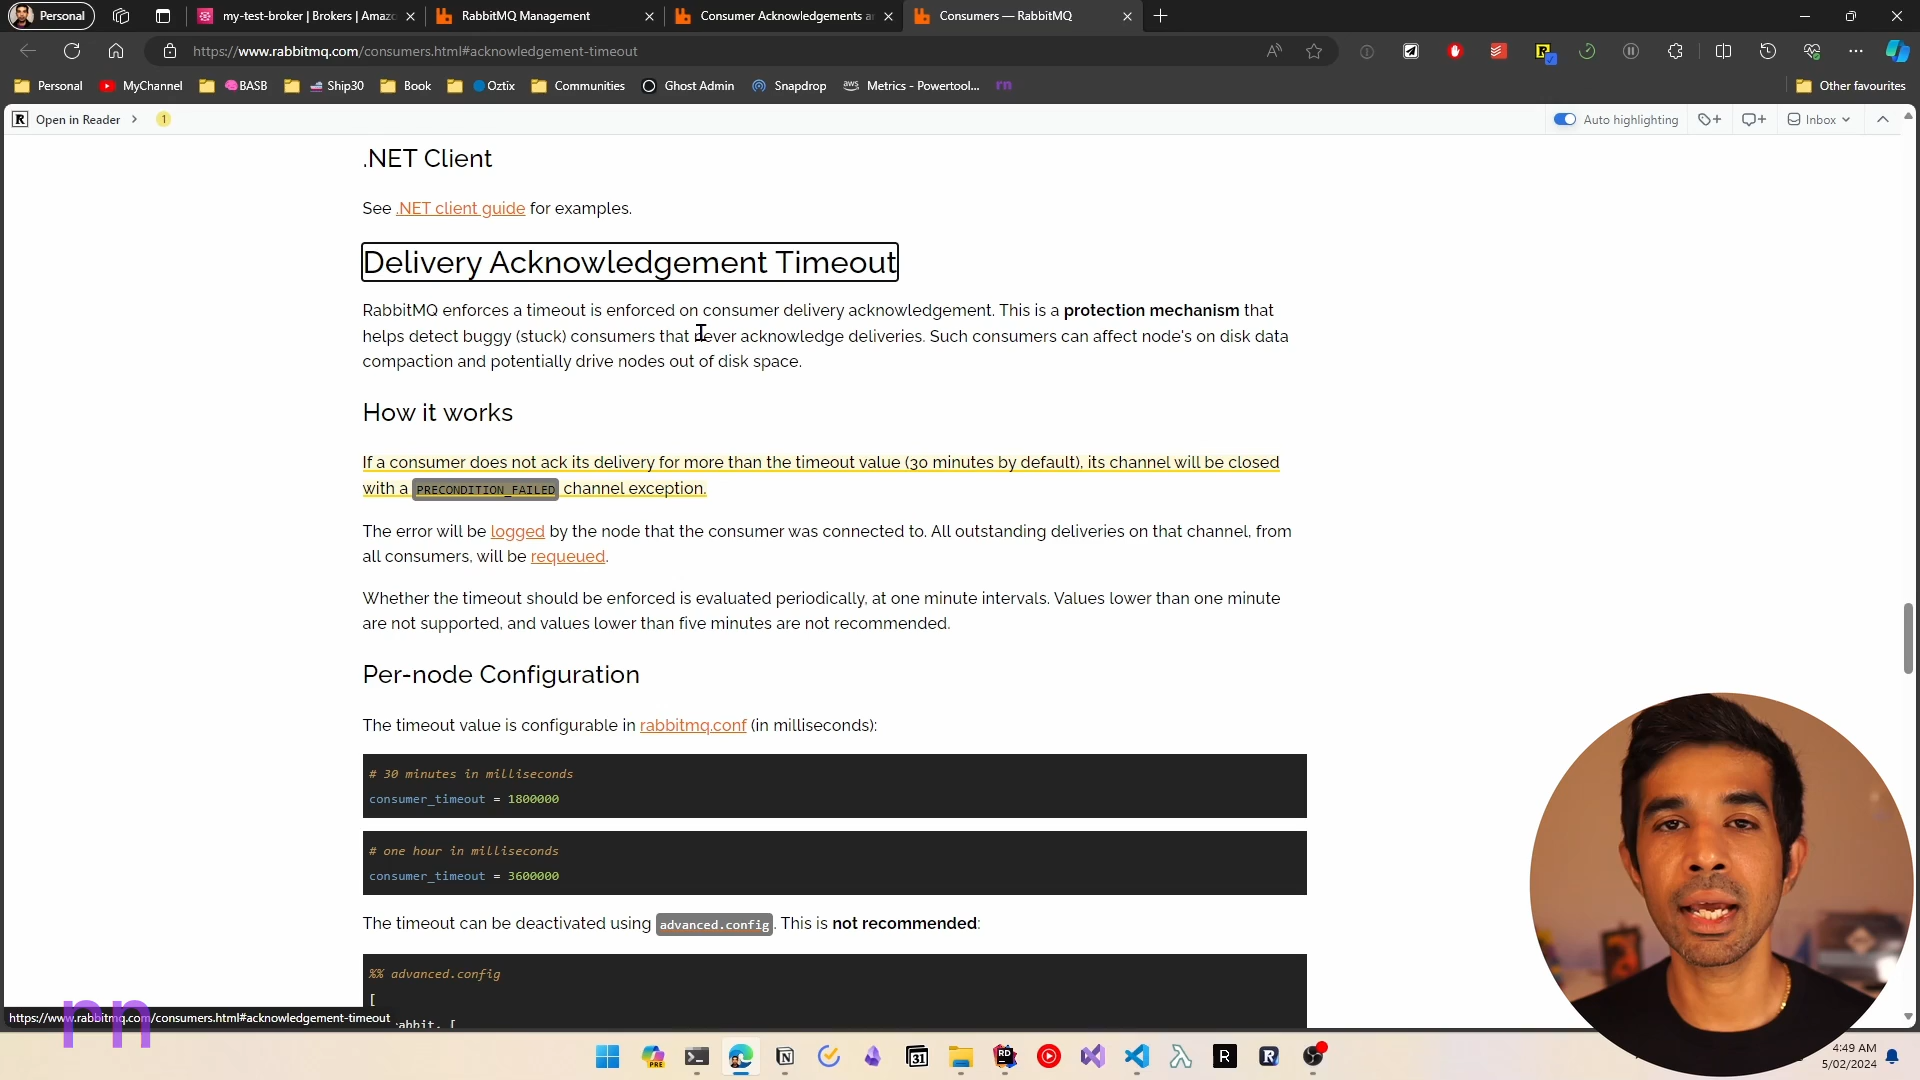 Personal
my-test-broker | Brokers | Amazo
RabbitMQ Management
Consumer Acknowledgements a
Consumers — RabbitMQ
https://www.rabbitmq.com/consumers.html#acknowledgement-timeout
Personal
MyChannel
BASB
Ship30
Book
Oztix
Communities
Ghost Admin
Snapdrop
aws
Metrics - Powertool...
rn
Other favourites
R Open in Reader
1
Auto highlighting
Inbox
.NET Client
See .NET client guide for examples.
Delivery Acknowledgement Timeout
RabbitMQ enforces a timeout is enforced on consumer delivery acknowledgement. This is a protection mechanism that
helps detect buggy (stuck) consumers that never acknowledge deliveries. Such consumers can affect node's on disk data
compaction and potentially drive nodes out of disk space.
How it works
If a consumer does not ack its delivery for more than the timeout value (30 minutes by default), its channel will be closed
with a PRECONDITION_FAILED channel exception.
The error will be logged by the node that the consumer was connected to. All outstanding deliveries on that channel, from
all consumers, will be requeued.
Whether the timeout should be enforced is evaluated periodically, at one minute intervals. Values lower than one minute
are not supported, and values lower than five minutes are not recommended.
Per-node Configuration
The timeout value is configurable in rabbitmq.conf (in milliseconds):
# 30 minutes in milliseconds
consumer_timeout = 1800000
# one hour in milliseconds
consumer_timeout = 3600000
The timeout can be deactivated using advanced.config. This is not recommended:
%% advanced.config
[
rn
https://www.rabbitmq.com/consumers.html#acknowledgement-timeout
PRE
31
RD
R
R
4:49 AM
5/02/2024